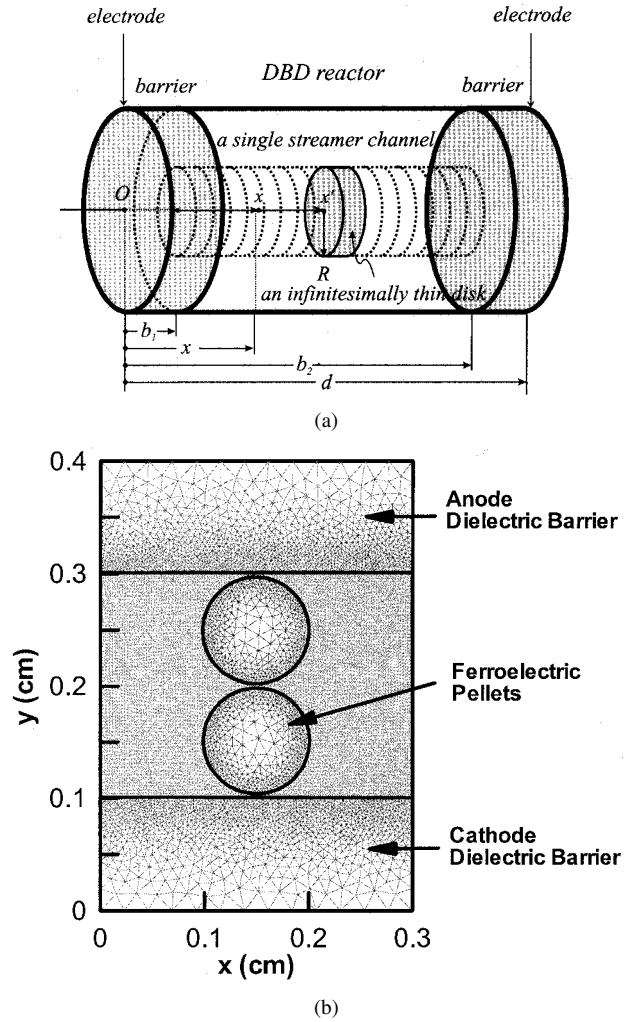 electrode
electrode
barrier
DBD reactor
barrier
a single streamer channel
O
x
x'
R
an infinitesimally thin disk
b₁
x
b₂
d
(a)
0.4
Anode
Dielectric Barrier
0.3
Ferroelectric
Pellets
0.2
y (cm)
0.1
Cathode
Dielectric Barrier
0
0
0.1
0.2
0.3
x (cm)
(b)